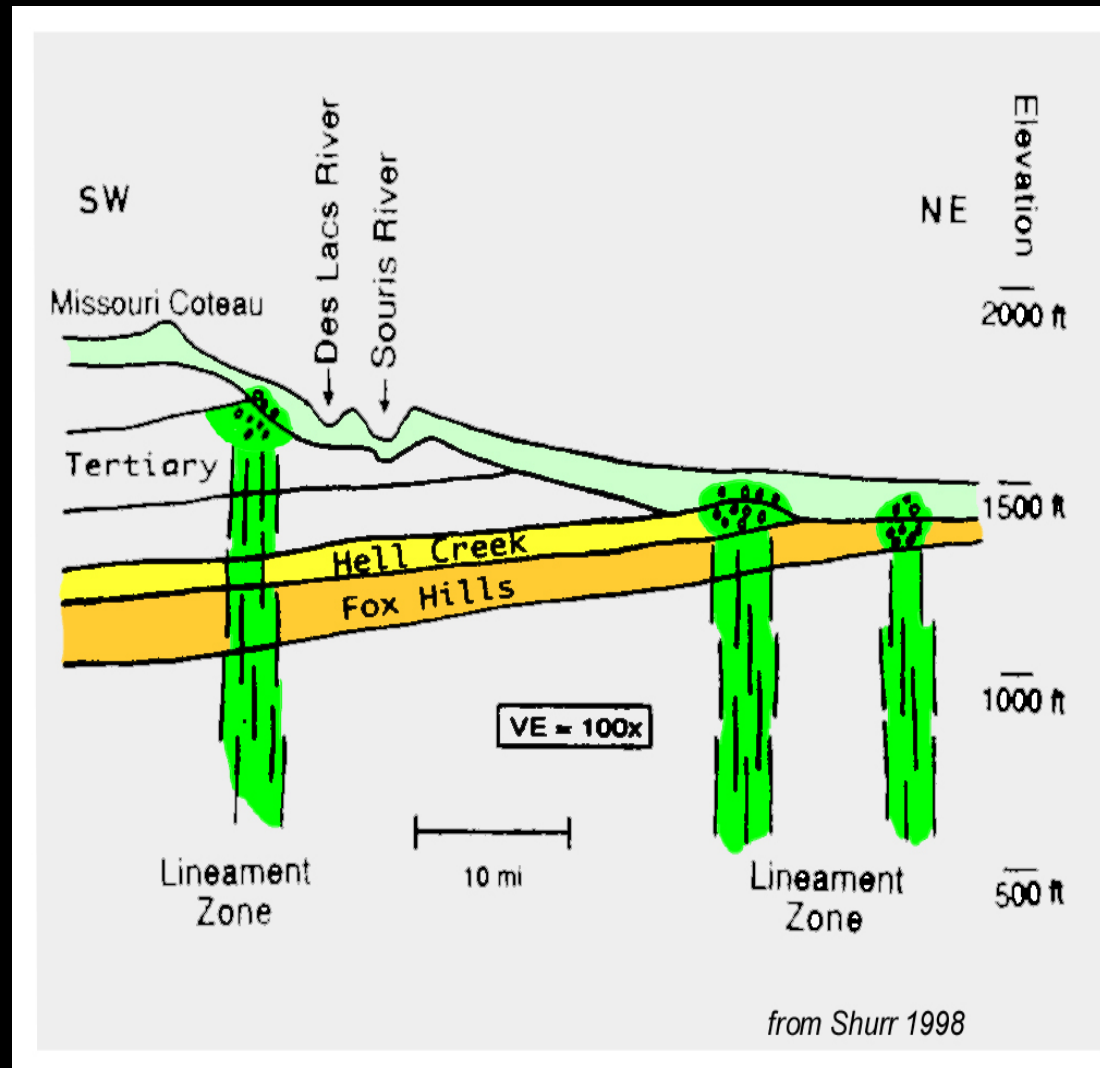 Elevation
SW
NE
Des Lacs River
Souris River
Missouri Coteau
2000 ft
Tertiary
1500 ft
Hell Creek
Fox Hills
1000 ft
VE = 100x
10 mi
Lineament
Zone
Lineament
Zone
500 ft
from Shurr 1998